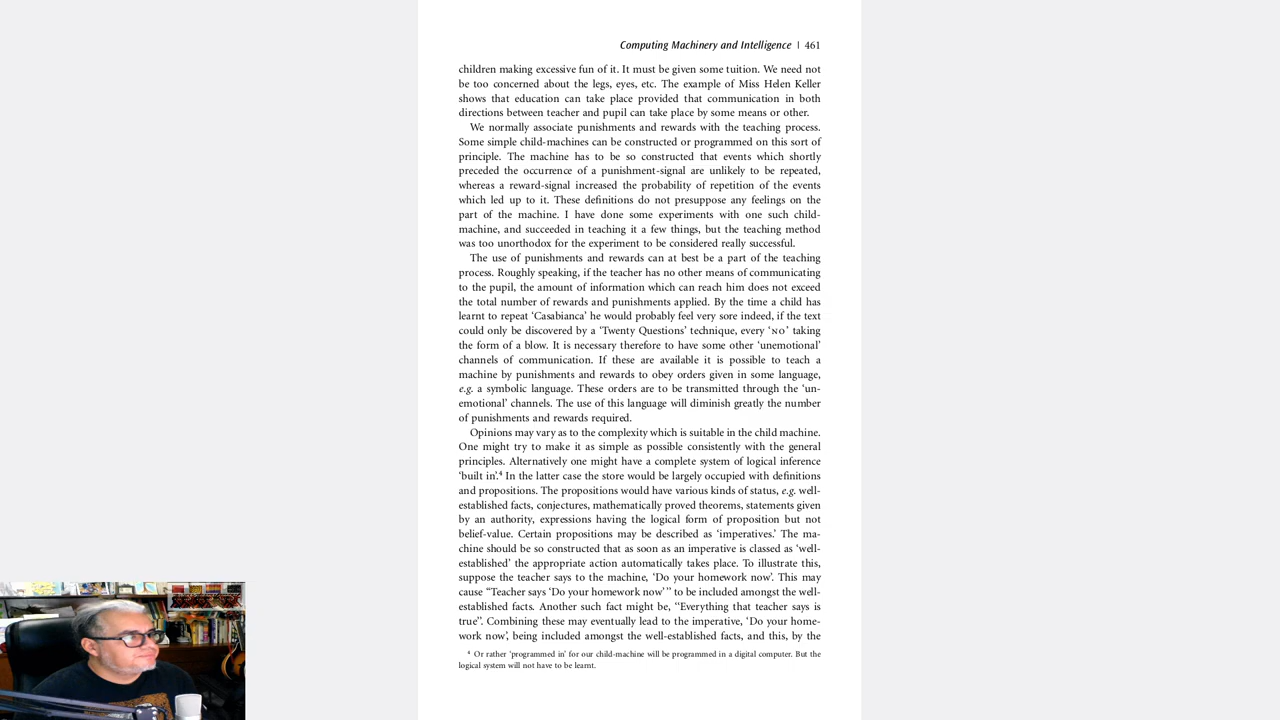 Computing Machinery and Intelligence | 461
children making excessive fun of it. It must be given some tuition. We need not
be too concerned about the legs, eyes, etc. The example of Miss Helen Keller
shows that education can take place provided that communication in both
directions between teacher and pupil can take place by some means or other.
We normally associate punishments and rewards with the teaching process.
Some simple child-machines can be constructed or programmed on this sort of
principle. The machine has to be so constructed that events which shortly
preceded the occurrence of a punishment-signal are unlikely to be repeated,
whereas a reward-signal increased the probability of repetition of the events
which led up to it. These definitions do not presuppose any feelings on the
part of the machine. I have done some experiments with one such child-
machine, and succeeded in teaching it a few things, but the teaching method
was too unorthodox for the experiment to be considered really successful.
The use of punishments and rewards can at best be a part of the teaching
process. Roughly speaking, if the teacher has no other means of communicating
to the pupil, the amount of information which can reach him does not exceed
the total number of rewards and punishments applied. By the time a child has
learnt to repeat ‘Casabianca’ he would probably feel very sore indeed, if the text
could only be discovered by a ‘Twenty Questions’ technique, every ‘NO’ taking
the form of a blow. It is necessary therefore to have some other ‘unemotional’
channels of communication. If these are available it is possible to teach a
machine by punishments and rewards to obey orders given in some language,
e.g. a symbolic language. These orders are to be transmitted through the ‘un-
emotional’ channels. The use of this language will diminish greatly the number
of punishments and rewards required.
Opinions may vary as to the complexity which is suitable in the child machine.
One might try to make it as simple as possible consistently with the general
principles. Alternatively one might have a complete system of logical inference
‘built in’.⁴ In the latter case the store would be largely occupied with definitions
and propositions. The propositions would have various kinds of status, e.g. well-
established facts, conjectures, mathematically proved theorems, statements given
by an authority, expressions having the logical form of proposition but not
belief-value. Certain propositions may be described as ‘imperatives.’ The ma-
chine should be so constructed that as soon as an imperative is classed as ‘well-
established’ the appropriate action automatically takes place. To illustrate this,
suppose the teacher says to the machine, ‘Do your homework now’. This may
cause “Teacher says ‘Do your homework now’ ” to be included amongst the well-
established facts. Another such fact might be, “Everything that teacher says is
true”. Combining these may eventually lead to the imperative, ‘Do your home-
work now’, being included amongst the well-established facts, and this, by the
⁴ Or rather ‘programmed in’ for our child-machine will be programmed in a digital computer. But the
logical system will not have to be learnt.